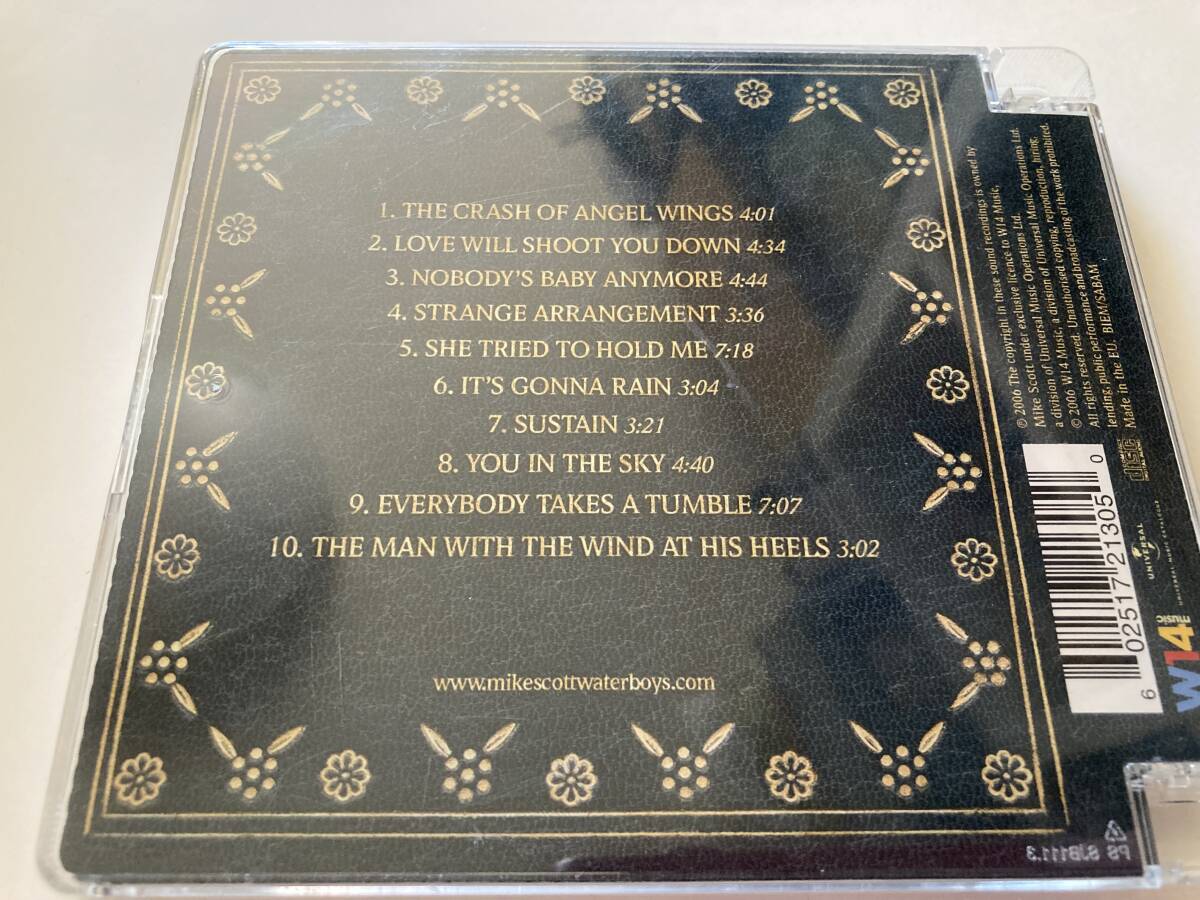 1. THE CRASH OF ANGEL WINGS 4:01
2. LOVE WILL SHOOT YOU DOWN 4:34
3. NOBODY'S BABY ANYMORE 4:44
4. STRANGE ARRANGEMENT 3:36
5. SHE TRIED TO HOLD ME 7:18
6. IT'S GONNA RAIN 3:04
7. SUSTAIN 3:21
8. YOU IN THE SKY 4:40
9. EVERYBODY TAKES A TUMBLE 7:07
10. THE MAN WITH THE WIND AT HIS HEELS 3:02
www.mikescottwaterboys.com
℗ 2006 The copyright in these sound recordings is owned by
Mike Scott under exclusive licence to W14 Music,
a division of Universal Music Operations Ltd.
© 2006 W14 Music, a division of Universal Music Operations Ltd.
All rights reserved. Unauthorised copying, reproduction, hiring,
lending, public performance and broadcasting of the work prohibited.
Made in the EU. BIEM/SABAM
disc
6 02517 21305 0
UNIVERSAL
W14 music